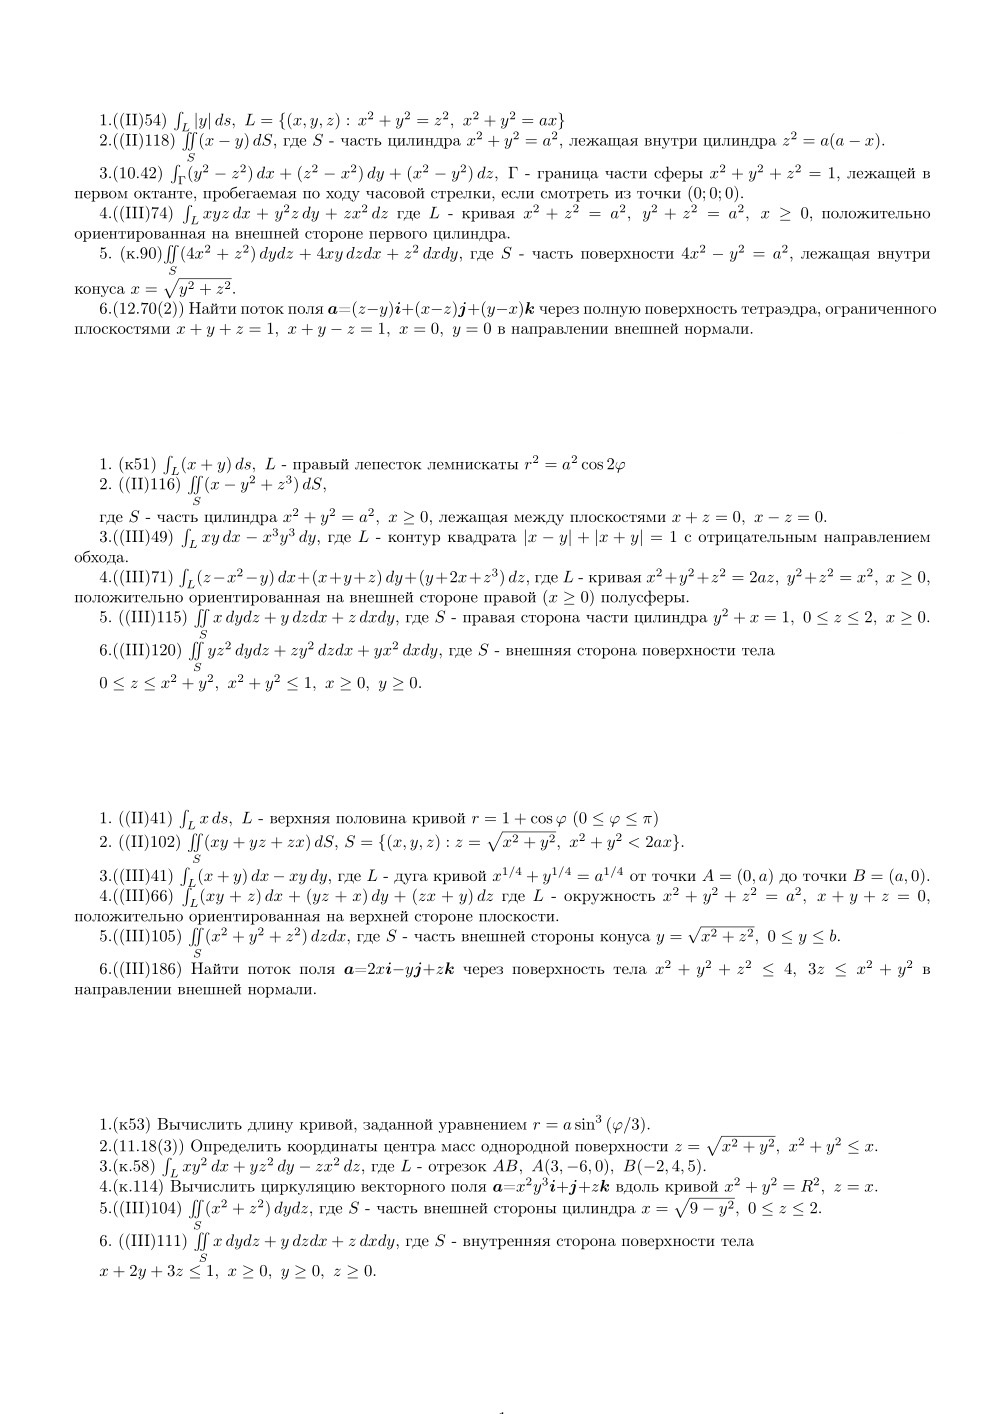 1.((II)54) ∫_L |y| ds, L = {(x, y, z) : x² + y² = z², x² + y² = ax}
2.((II)118) ∬_S (x − y) dS, где S - часть цилиндра x² + y² = a², лежащая внутри цилиндра z² = a(a − x).
3.(10.42) ∫_Γ (y² − z²) dx + (z² − x²) dy + (x² − y²) dz, Γ - граница части сферы x² + y² + z² = 1, лежащей в
первом октанте, пробегаемая по ходу часовой стрелки, если смотреть из точки (0; 0; 0).
4.((III)74) ∫_L xyz dx + y²z dy + zx² dz где L - кривая x² + z² = a², y² + z² = a², x ≥ 0, положительно
ориентированная на внешней стороне первого цилиндра.
5. (к.90) ∬_S (4x² + z²) dydz + 4xy dzdx + z² dxdy, где S - часть поверхности 4x² − y² = a², лежащая внутри
конуса x = √(y² + z²).
6.(12.70(2)) Найти поток поля a=(z−y)i+(x−z)j+(y−x)k через полную поверхность тетраэдра, ограниченного
плоскостями x + y + z = 1, x + y − z = 1, x = 0, y = 0 в направлении внешней нормали.
1. (к51) ∫_L (x + y) ds, L - правый лепесток лемнискаты r² = a² cos 2φ
2. ((II)116) ∬_S (x − y² + z³) dS,
где S - часть цилиндра x² + y² = a², x ≥ 0, лежащая между плоскостями x + z = 0, x − z = 0.
3.((III)49) ∫_L xy dx − x³y³ dy, где L - контур квадрата |x − y| + |x + y| = 1 с отрицательным направлением
обхода.
4.((III)71) ∫_L (z−x²−y) dx+(x+y+z) dy+(y+2x+z³) dz, где L - кривая x²+y²+z² = 2az, y²+z² = x², x ≥ 0,
положительно ориентированная на внешней стороне правой (x ≥ 0) полусферы.
5. ((III)115) ∬_S x dydz + y dzdx + z dxdy, где S - правая сторона части цилиндра y² + x = 1, 0 ≤ z ≤ 2, x ≥ 0.
6.((III)120) ∬_S yz² dydz + zy² dzdx + yx² dxdy, где S - внешняя сторона поверхности тела
0 ≤ z ≤ x² + y², x² + y² ≤ 1, x ≥ 0, y ≥ 0.
1. ((II)41) ∫_L x ds, L - верхняя половина кривой r = 1 + cos φ (0 ≤ φ ≤ π)
2. ((II)102) ∬_S (xy + yz + zx) dS, S = {(x, y, z) : z = √(x² + y²), x² + y² < 2ax}.
3.((III)41) ∫_L (x + y) dx − xy dy, где L - дуга кривой x^{1/4} + y^{1/4} = a^{1/4} от точки A = (0, a) до точки B = (a, 0).
4.((III)66) ∫_L (xy + z) dx + (yz + x) dy + (zx + y) dz где L - окружность x² + y² + z² = a², x + y + z = 0,
положительно ориентированная на верхней стороне плоскости.
5.((III)105) ∬_S (x² + y² + z²) dzdx, где S - часть внешней стороны конуса y = √(x² + z²), 0 ≤ y ≤ b.
6.((III)186) Найти поток поля a=2xi−yj+zk через поверхность тела x² + y² + z² ≤ 4, 3z ≤ x² + y² в
направлении внешней нормали.
1.(к53) Вычислить длину кривой, заданной уравнением r = a sin³ (φ/3).
2.(11.18(3)) Определить координаты центра масс однородной поверхности z = √(x² + y²), x² + y² ≤ x.
3.(к.58) ∫_L xy² dx + yz² dy − zx² dz, где L - отрезок AB, A(3, −6, 0), B(−2, 4, 5).
4.(к.114) Вычислить циркуляцию векторного поля a=x²y³i+j+zk вдоль кривой x² + y² = R², z = x.
5.((III)104) ∬_S (x² + z²) dydz, где S - часть внешней стороны цилиндра x = √(9 − y²), 0 ≤ z ≤ 2.
6. ((III)111) ∬_S x dydz + y dzdx + z dxdy, где S - внутренняя сторона поверхности тела
x + 2y + 3z ≤ 1, x ≥ 0, y ≥ 0, z ≥ 0.